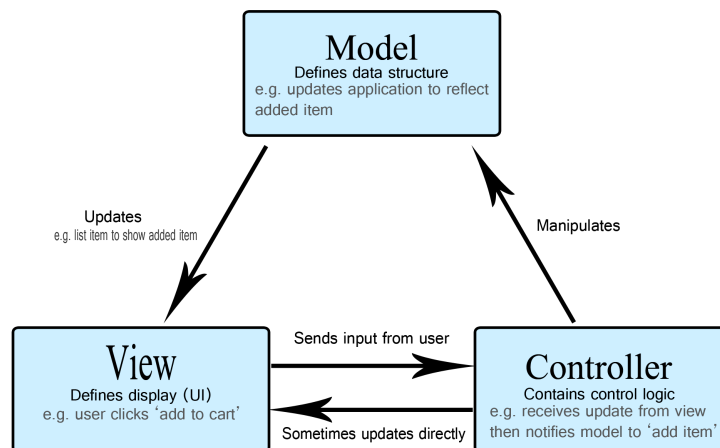 Model
Defines data structure
e.g. updates application to reflect
added item
Updates
e.g. list item to show added item
Manipulates
View
Defines display (UI)
e.g. user clicks ‘add to cart’
Sends input from user
Sometimes updates directly
Controller
Contains control logic
e.g. receives update from view
then notifies model to ‘add item’